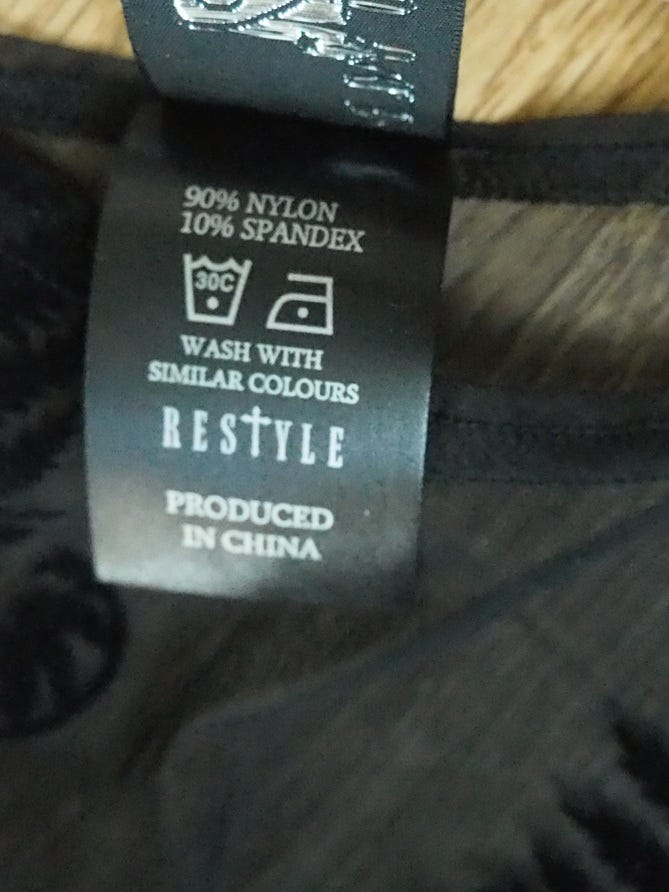 90% NYLON
10% SPANDEX
30C
WASH WITH
SIMILAR COLOURS
RESTYLE
PRODUCED
IN CHINA